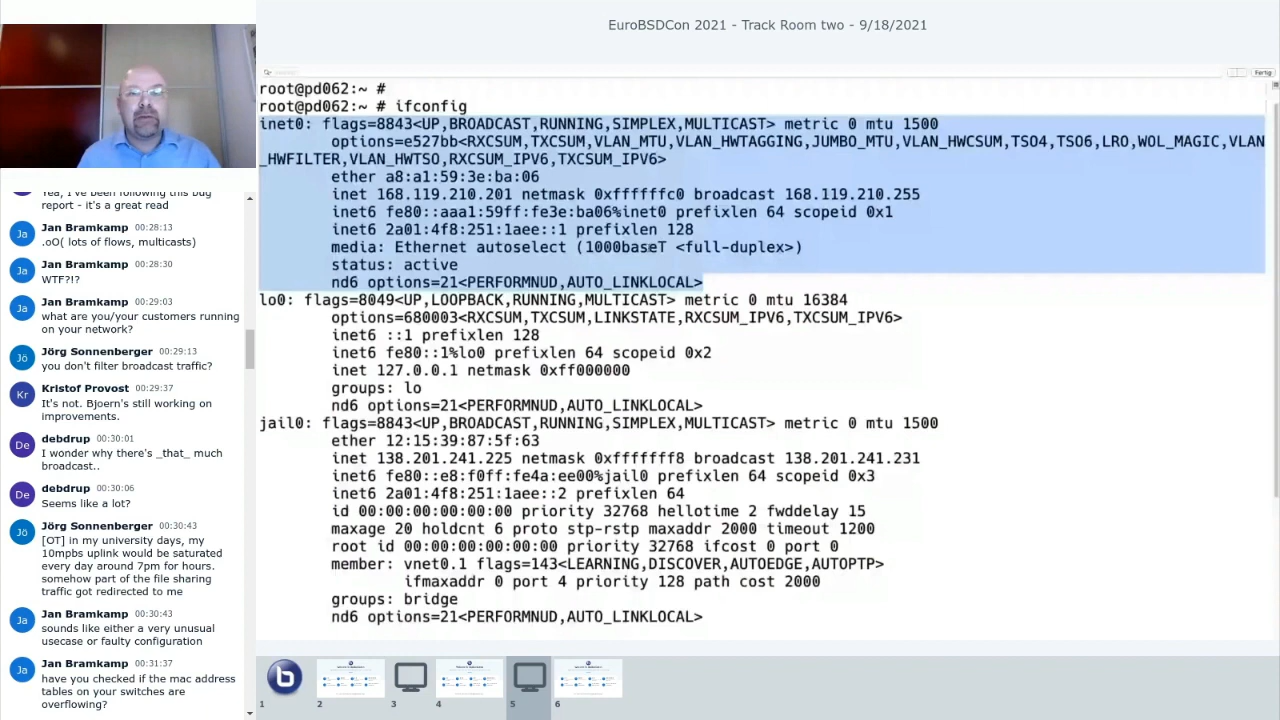 EuroBSDCon 2021 - Track Room two - 9/18/2021
Fertig
root@pd062:~ #
root@pd062:~ # ifconfig
inet0: flags=8843<UP,BROADCAST,RUNNING,SIMPLEX,MULTICAST> metric 0 mtu 1500
options=e527bb<RXCSUM,TXCSUM,VLAN_MTU,VLAN_HWTAGGING,JUMBO_MTU,VLAN_HWCSUM,TSO4,TSO6,LRO,WOL_MAGIC,VLAN
_HWFILTER,VLAN_HWTSO,RXCSUM_IPV6,TXCSUM_IPV6>
ether a8:a1:59:3e:ba:06
inet 168.119.210.201 netmask 0xffffffc0 broadcast 168.119.210.255
inet6 fe80::aaa1:59ff:fe3e:ba06%inet0 prefixlen 64 scopeid 0x1
inet6 2a01:4f8:251:1aee::1 prefixlen 128
media: Ethernet autoselect (1000baseT <full-duplex>)
status: active
nd6 options=21<PERFORMNUD,AUTO_LINKLOCAL>
lo0: flags=8049<UP,LOOPBACK,RUNNING,MULTICAST> metric 0 mtu 16384
options=680003<RXCSUM,TXCSUM,LINKSTATE,RXCSUM_IPV6,TXCSUM_IPV6>
inet6 ::1 prefixlen 128
inet6 fe80::1%lo0 prefixlen 64 scopeid 0x2
inet 127.0.0.1 netmask 0xff000000
groups: lo
nd6 options=21<PERFORMNUD,AUTO_LINKLOCAL>
jail0: flags=8843<UP,BROADCAST,RUNNING,SIMPLEX,MULTICAST> metric 0 mtu 1500
ether 12:15:39:87:5f:63
inet 138.201.241.225 netmask 0xfffffff8 broadcast 138.201.241.231
inet6 fe80::e8:f0ff:fe4a:ee00%jail0 prefixlen 64 scopeid 0x3
inet6 2a01:4f8:251:1aee::2 prefixlen 64
id 00:00:00:00:00:00 priority 32768 hellotime 2 fwddelay 15
maxage 20 holdcnt 6 proto stp-rstp maxaddr 2000 timeout 1200
root id 00:00:00:00:00:00 priority 32768 ifcost 0 port 0
member: vnet0.1 flags=143<LEARNING,DISCOVER,AUTOEDGE,AUTOPTP>
ifmaxaddr 0 port 4 priority 128 path cost 2000
groups: bridge
nd6 options=21<PERFORMNUD,AUTO_LINKLOCAL>
Yea, I've been following this bug
report - it's a great read
Ja
Jan Bramkamp 00:28:13
.oO( lots of flows, multicasts)
Ja
Jan Bramkamp 00:28:30
WTF?!?
Ja
Jan Bramkamp 00:29:03
what are you/your customers running
on your network?
Jö
Jörg Sonnenberger 00:29:13
you don't filter broadcast traffic?
Kr
Kristof Provost 00:29:37
It's not. Bjoern's still working on
improvements.
De
debdrup 00:30:01
I wonder why there's _that_ much
broadcast..
De
debdrup 00:30:06
Seems like a lot?
Jö
Jörg Sonnenberger 00:30:43
[OT] in my university days, my
10mpbs uplink would be saturated
every day around 7pm for hours.
somehow part of the file sharing
traffic got redirected to me
Ja
Jan Bramkamp 00:30:43
sounds like either a very unusual
usecase or faulty configuration
Ja
Jan Bramkamp 00:31:37
have you checked if the mac address
tables on your switches are
overflowing?
b
1
2
3
4
5
6